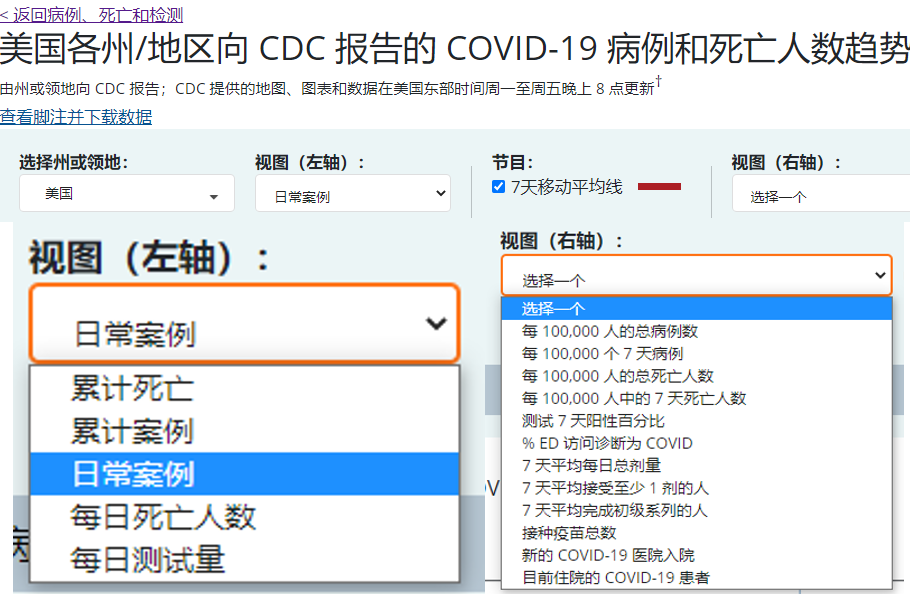 < 返回病例、死亡和检测
美国各州/地区向 CDC 报告的 COVID-19 病例和死亡人数趋势
由州或领地向 CDC 报告；CDC 提供的地图、图表和数据在美国东部时间周一至周五晚上 8 点更新†
查看脚注并下载数据
选择州或领地：
视图（左轴）：
节目：
视图（右轴）：
美国
日常案例
7天移动平均线
选择一个
视图（左轴）：
日常案例
累计死亡
累计案例
日常案例
每日死亡人数
每日测试量
视图（右轴）：
选择一个
选择一个
每 100,000 人的总病例数
每 100,000 个 7 天病例
每 100,000 人的总死亡人数
每 100,000 人中的 7 天死亡人数
测试 7 天阳性百分比
% ED 访问诊断为 COVID
7 天平均每日总剂量
7 天平均接受至少 1 剂的人
7 天平均完成初级系列的人
接种疫苗总数
新的 COVID-19 医院入院
目前住院的 COVID-19 患者